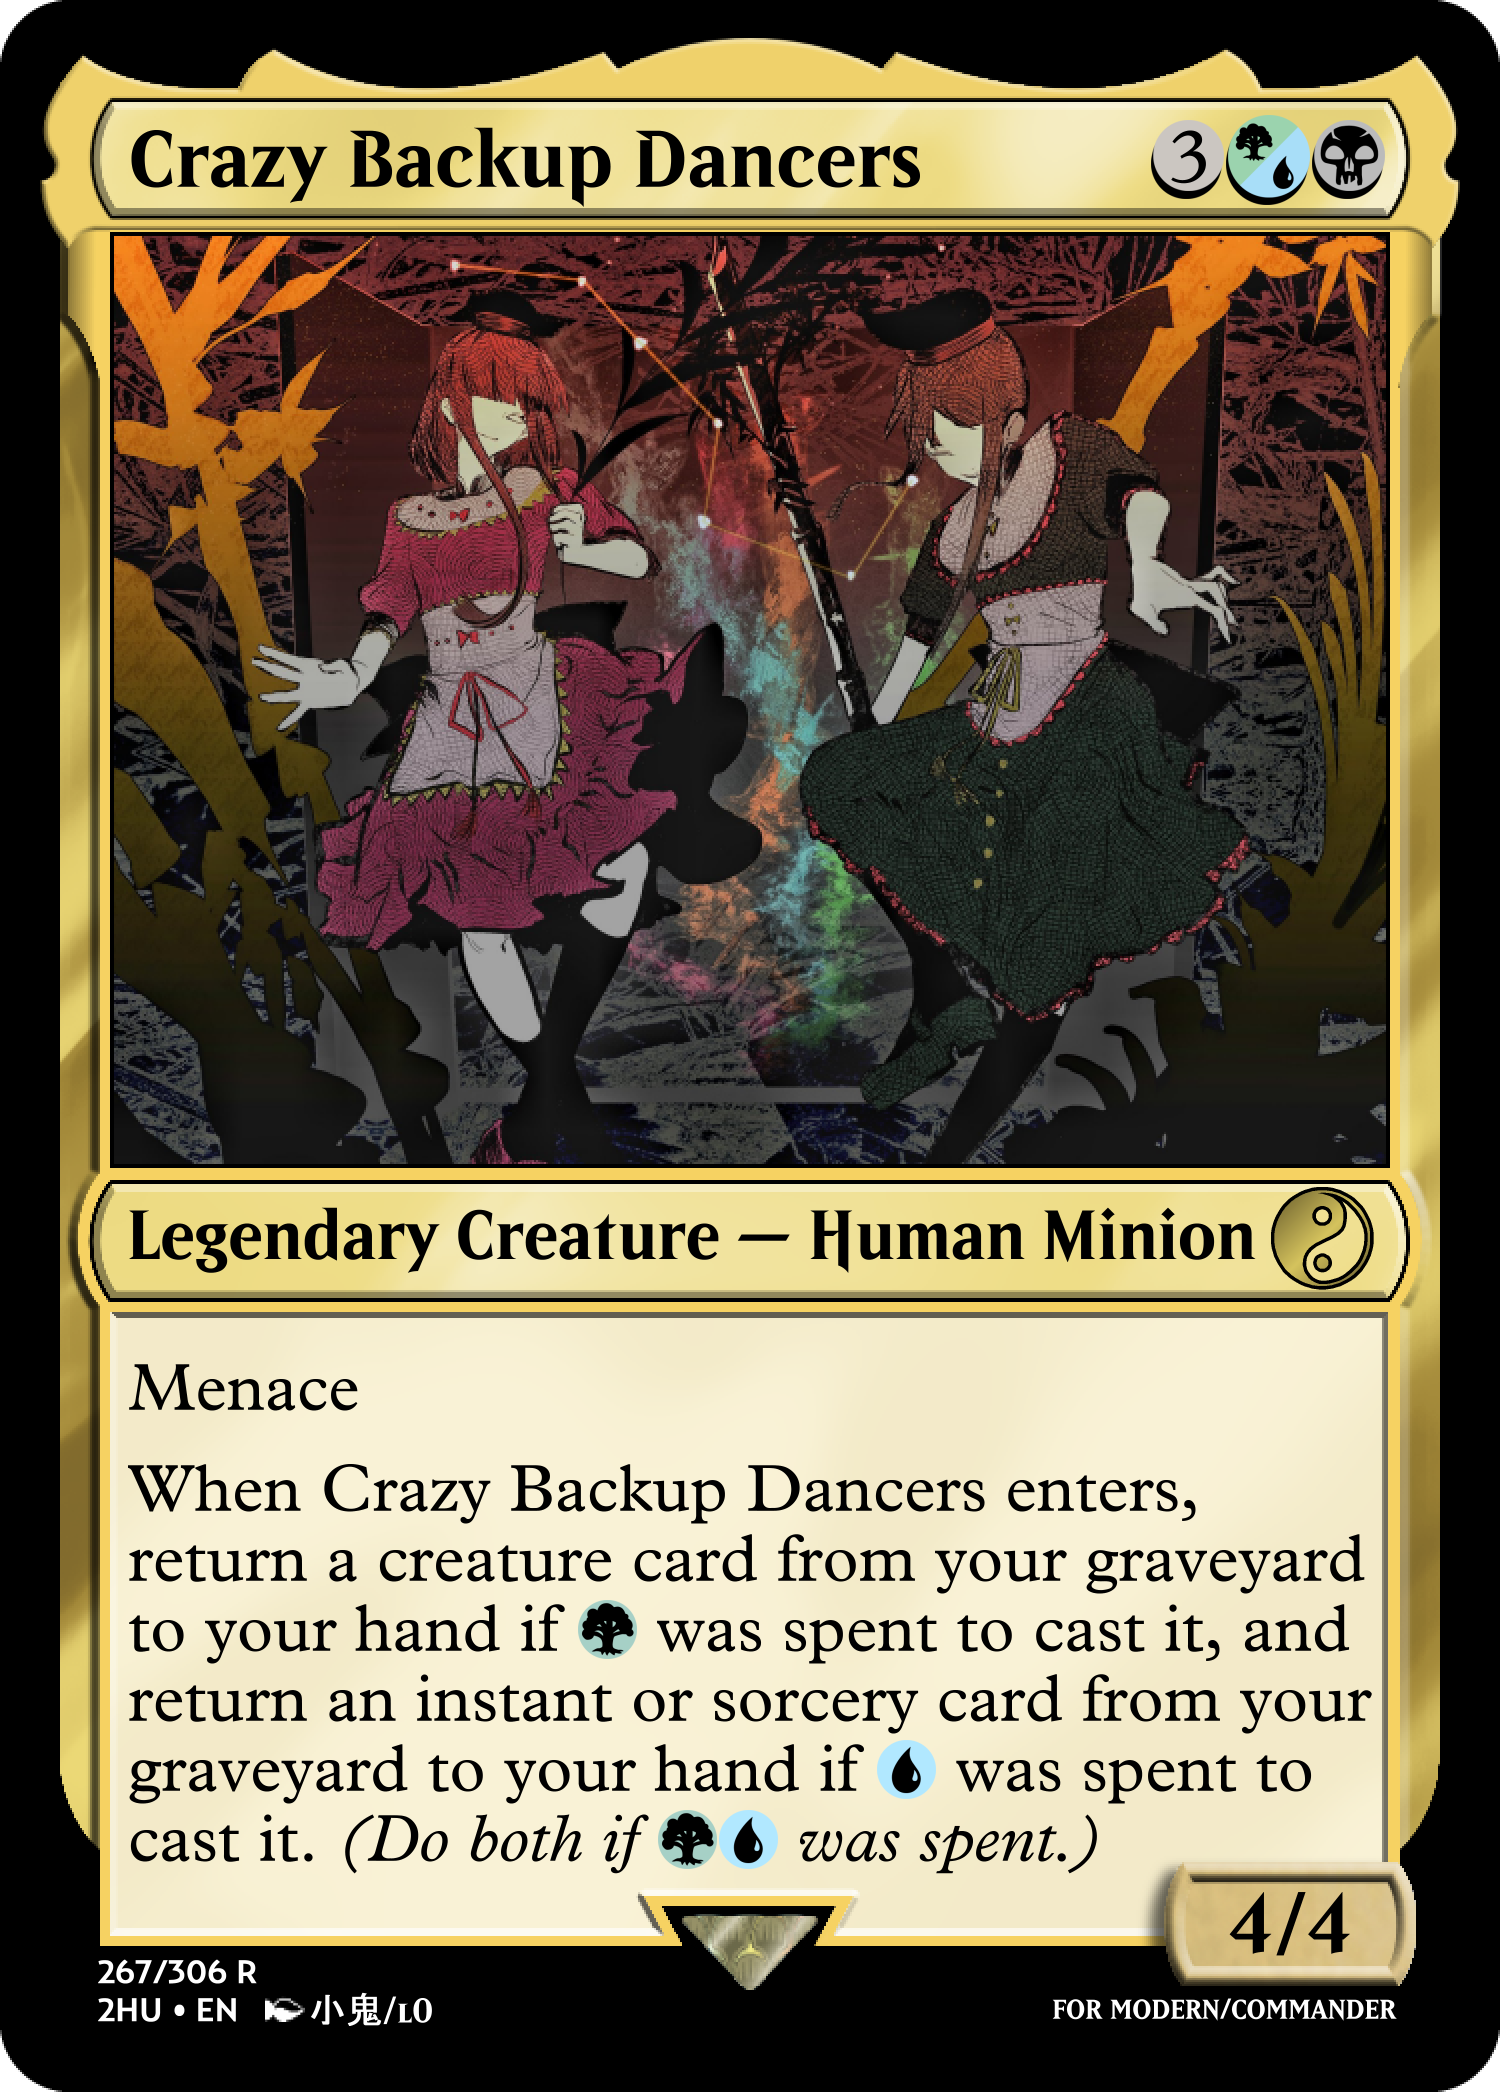 Crazy Backup Dancers 3
Legendary Creature — Human Minion
Menace
When Crazy Backup Dancers enters,
return a creature card from your graveyard
to your hand if was spent to cast it, and
return an instant or sorcery card from your
graveyard to your hand if was spent to
cast it. (Do both if was spent.)
4/4
267/306 R
2HU • EN 小鬼/LO
FOR MODERN/COMMANDER